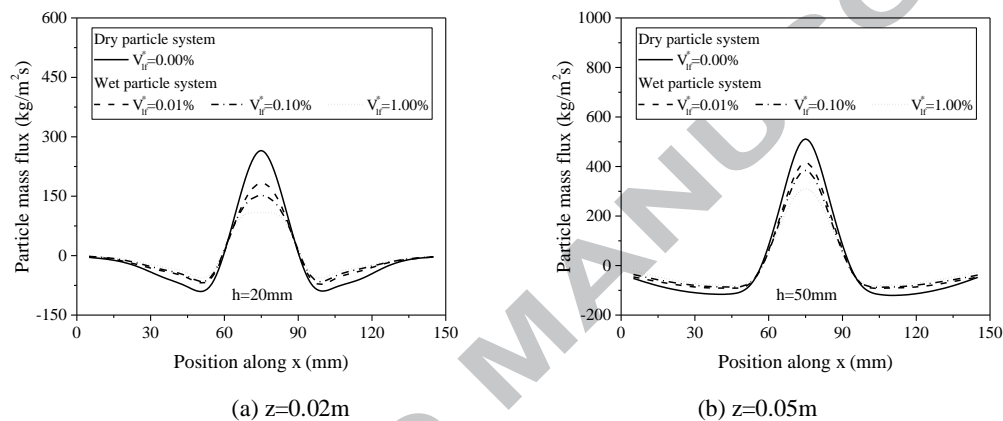 600
450
300
150
0
-150
Particle mass flux (kg/m²s)
Dry particle system
V*lf=0.00%
Wet particle system
V*lf=0.01% V*lf=0.10% V*lf=1.00%
h=20mm
0 30 60 90 120 150
Position along x (mm)
(a) z=0.02m
1000
800
600
400
200
0
-200
Particle mass flux (kg/m²s)
Dry particle system
V*lf=0.00%
Wet particle system
V*lf=0.01% V*lf=0.10% V*lf=1.00%
h=50mm
0 30 60 90 120 150
Position along x (mm)
(b) z=0.05m
MANUSC